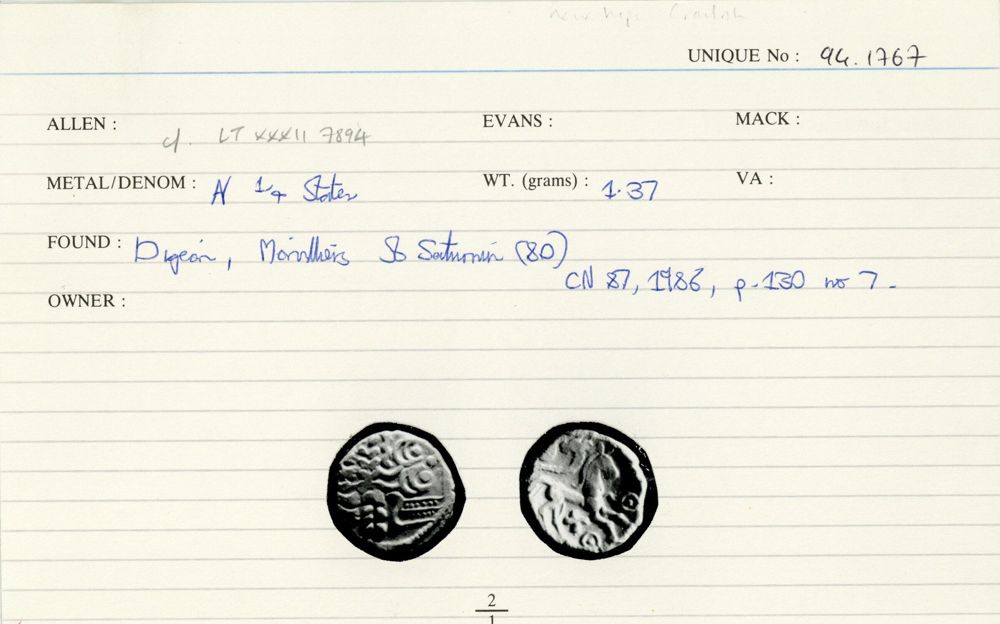 UNIQUE No : 94.1767
ALLEN : cf. LT XXXII 7894 EVANS : MACK :
METAL/DENOM : N 1/4 Stater WT. (grams) : 1.37 VA :
FOUND : Digeon, Morvillers St Saturnin (80)
CN 87, 1986, p.130 no 7.
OWNER :
2
1